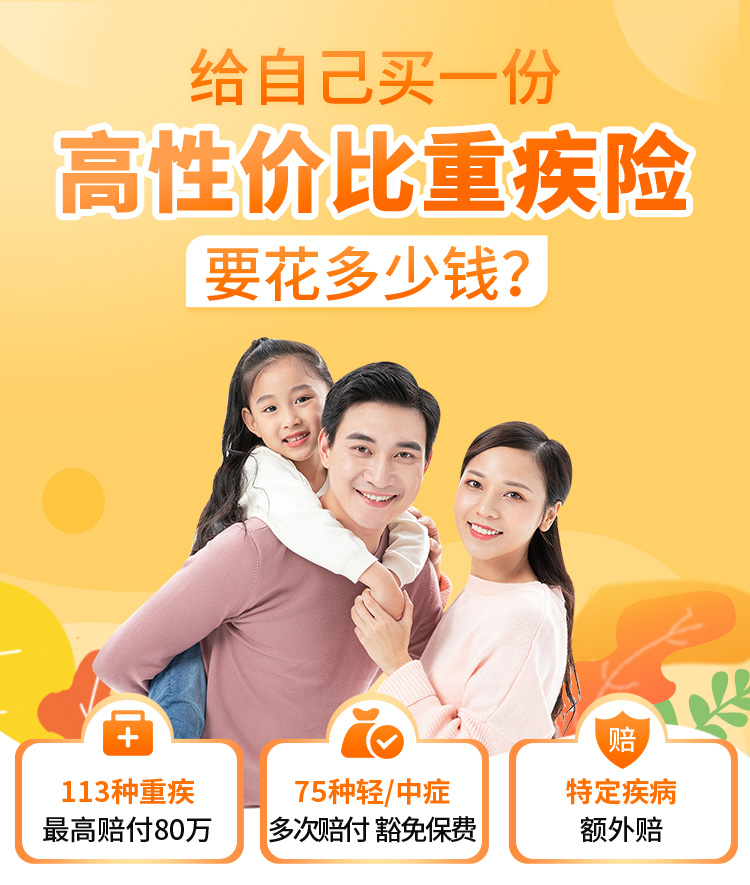 给自己买一份
高性价比重疾险
要花多少钱?
赔
113种重疾
最高赔付80万
75种轻/中症
多次赔付 豁免保费
特定疾病
额外赔